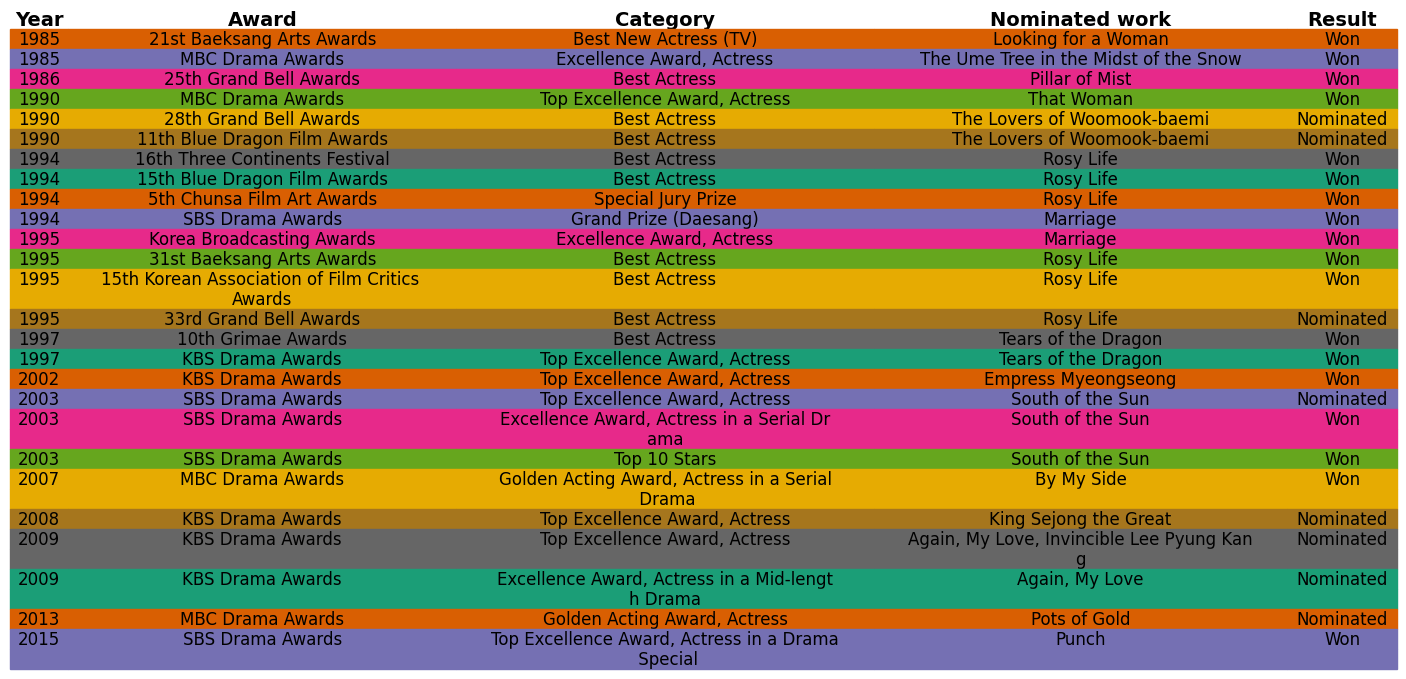 Year Award Category Nominated work Result
1985 21st Baeksang Arts Awards Best New Actress (TV) Looking for a Woman Won
1985 MBC Drama Awards Excellence Award, Actress The Ume Tree in the Midst of the Snow Won
1986 25th Grand Bell Awards Best Actress Pillar of Mist Won
1990 MBC Drama Awards Top Excellence Award, Actress That Woman Won
1990 28th Grand Bell Awards Best Actress The Lovers of Woomook-baemi Nominated
1990 11th Blue Dragon Film Awards Best Actress The Lovers of Woomook-baemi Nominated
1994 16th Three Continents Festival Best Actress Rosy Life Won
1994 15th Blue Dragon Film Awards Best Actress Rosy Life Won
1994 5th Chunsa Film Art Awards Special Jury Prize Rosy Life Won
1994 SBS Drama Awards Grand Prize (Daesang) Marriage Won
1995 Korea Broadcasting Awards Excellence Award, Actress Marriage Won
1995 31st Baeksang Arts Awards Best Actress Rosy Life Won
1995 15th Korean Association of Film Critics Best Actress Rosy Life Won
Awards
1995 33rd Grand Bell Awards Best Actress Rosy Life Nominated
1997 10th Grimae Awards Best Actress Tears of the Dragon Won
1997 KBS Drama Awards Top Excellence Award, Actress Tears of the Dragon Won
2002 KBS Drama Awards Top Excellence Award, Actress Empress Myeongseong Won
2003 SBS Drama Awards Top Excellence Award, Actress South of the Sun Nominated
2003 SBS Drama Awards Excellence Award, Actress in a Serial Dr South of the Sun Won
ama
2003 SBS Drama Awards Top 10 Stars South of the Sun Won
2007 MBC Drama Awards Golden Acting Award, Actress in a Serial By My Side Won
Drama
2008 KBS Drama Awards Top Excellence Award, Actress King Sejong the Great Nominated
2009 KBS Drama Awards Top Excellence Award, Actress Again, My Love, Invincible Lee Pyung Kan Nominated
g
2009 KBS Drama Awards Excellence Award, Actress in a Mid-lengt Again, My Love Nominated
h Drama
2013 MBC Drama Awards Golden Acting Award, Actress Pots of Gold Nominated
2015 SBS Drama Awards Top Excellence Award, Actress in a Drama Punch Won
Special